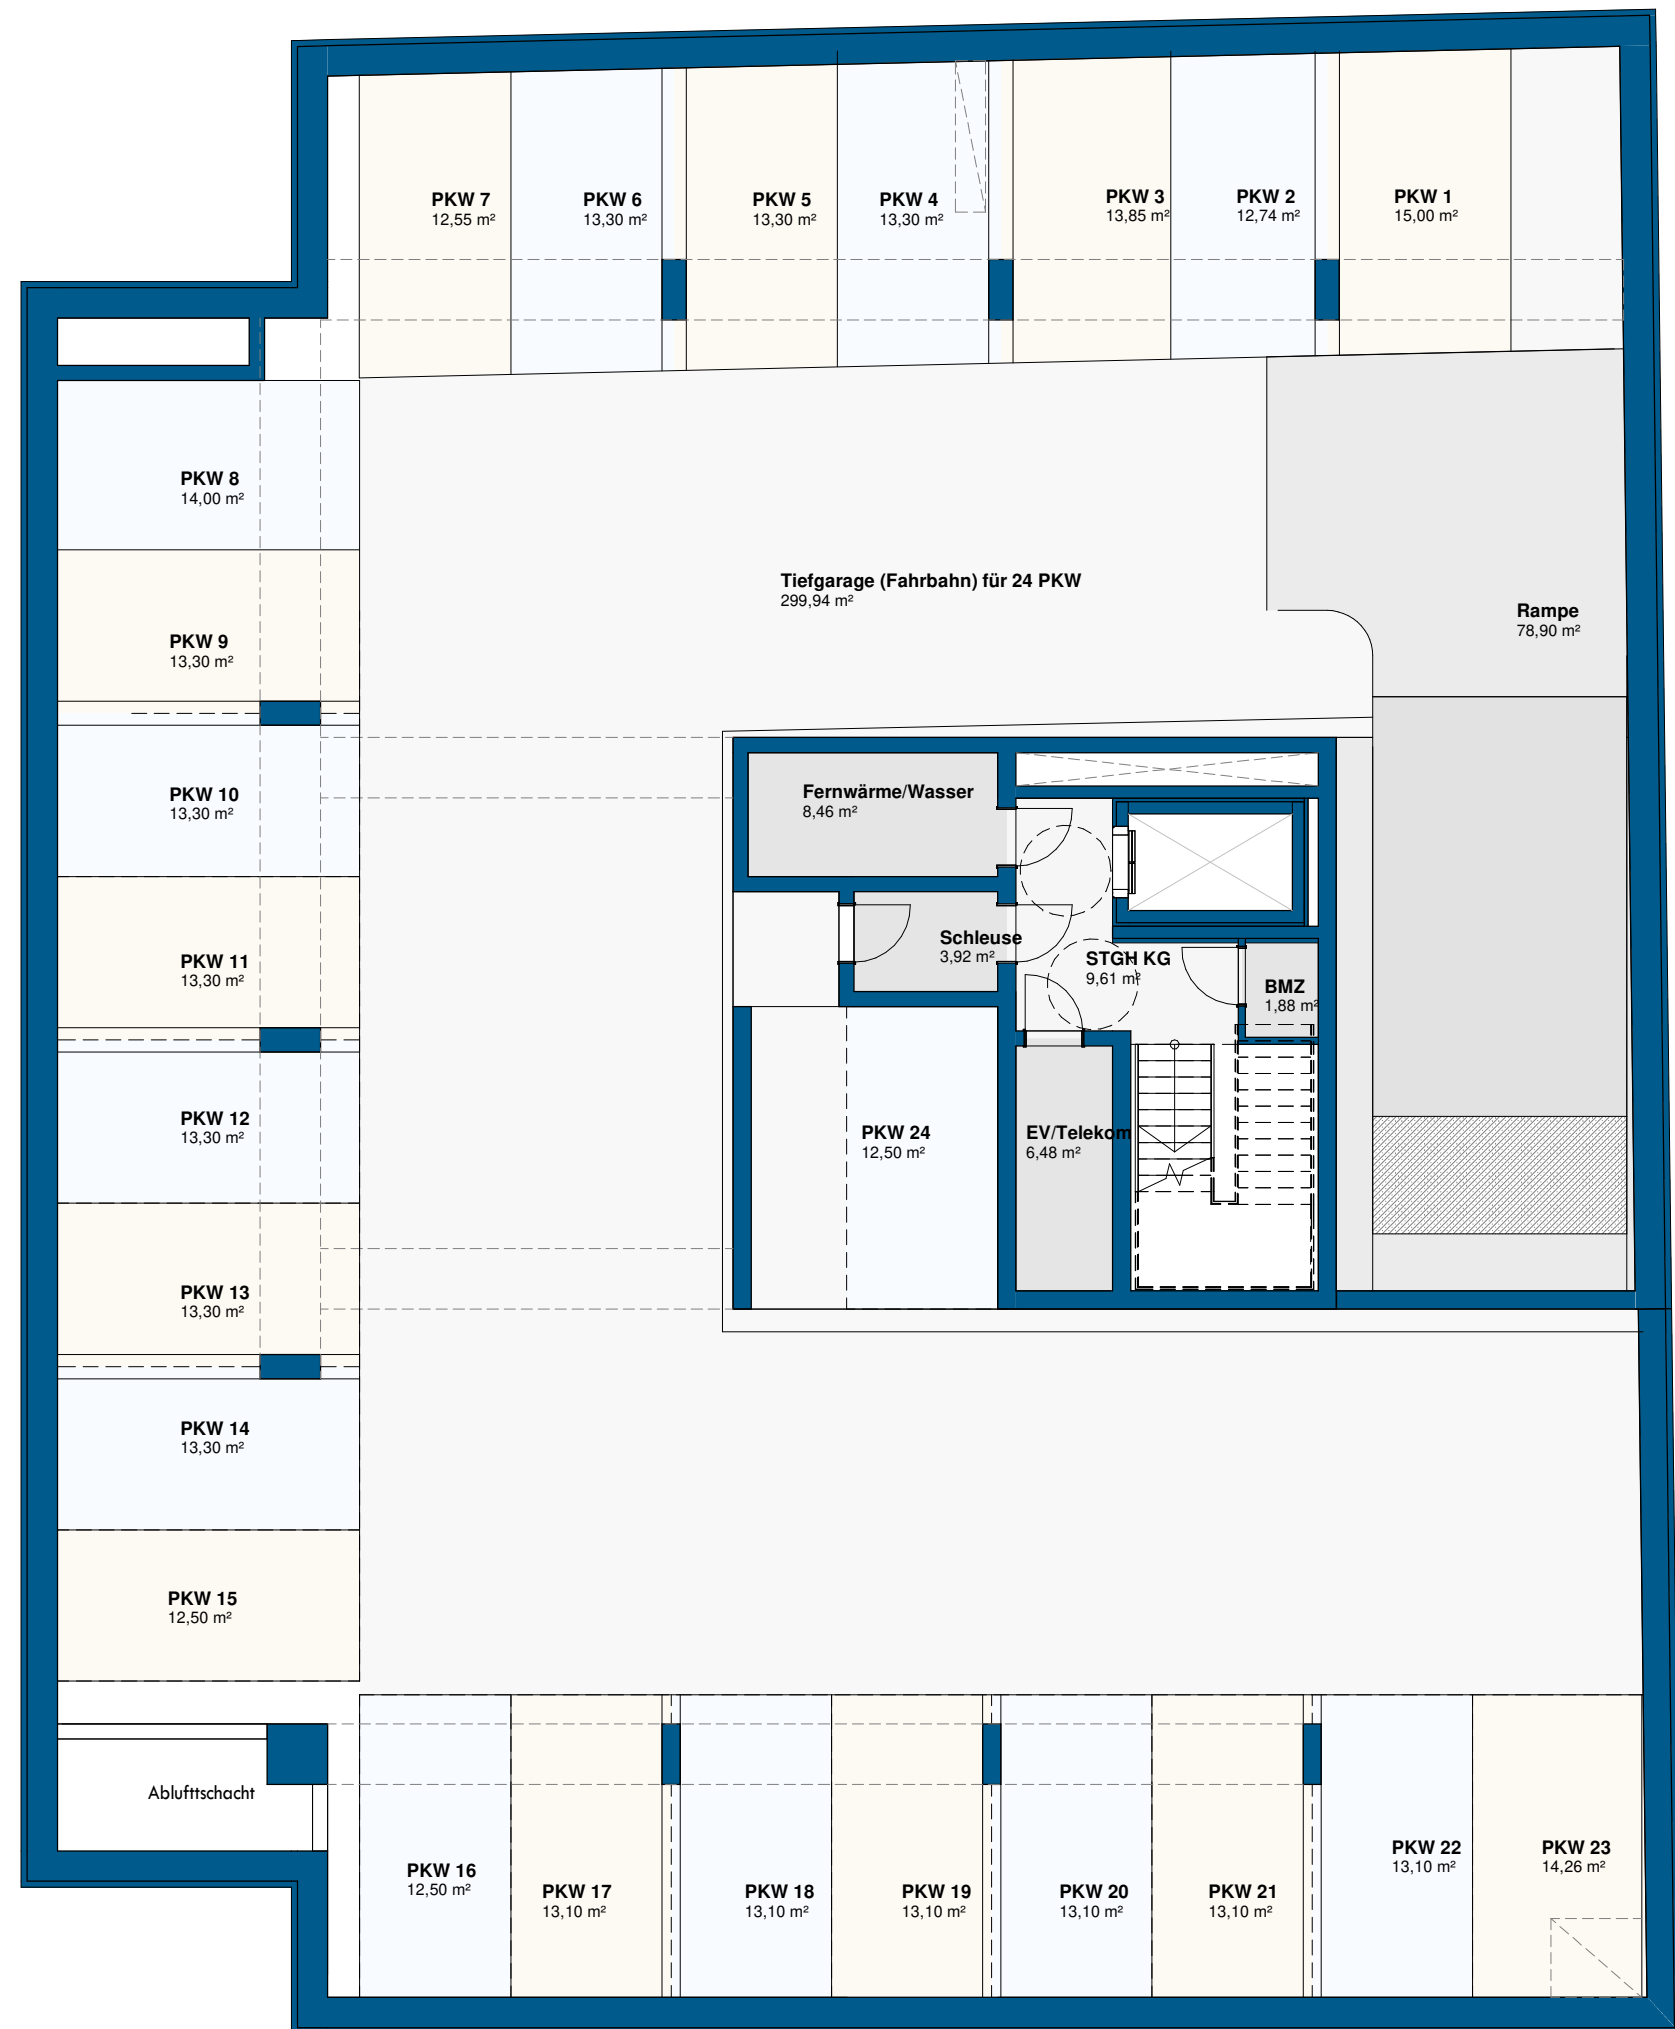 PKW 7
12,55 m²
PKW 6
13,30 m²
PKW 5
13,30 m²
PKW 4
13,30 m²
PKW 3
13,85 m²
PKW 2
12,74 m²
PKW 1
15,00 m²
PKW 8
14,00 m²
Tiefgarage (Fahrbahn) für 24 PKW
299,94 m²
Rampe
78,90 m²
PKW 9
13,30 m²
PKW 10
13,30 m²
Fernwärme/Wasser
8,46 m²
PKW 11
13,30 m²
Schleuse
3,92 m²
STGH KG
9,61 m²
BMZ
1,88 m²
PKW 12
13,30 m²
PKW 24
12,50 m²
EV/Telekom
6,48 m²
PKW 13
13,30 m²
PKW 14
13,30 m²
PKW 15
12,50 m²
Ablufttschacht
PKW 16
12,50 m²
PKW 17
13,10 m²
PKW 18
13,10 m²
PKW 19
13,10 m²
PKW 20
13,10 m²
PKW 21
13,10 m²
PKW 22
13,10 m²
PKW 23
14,26 m²